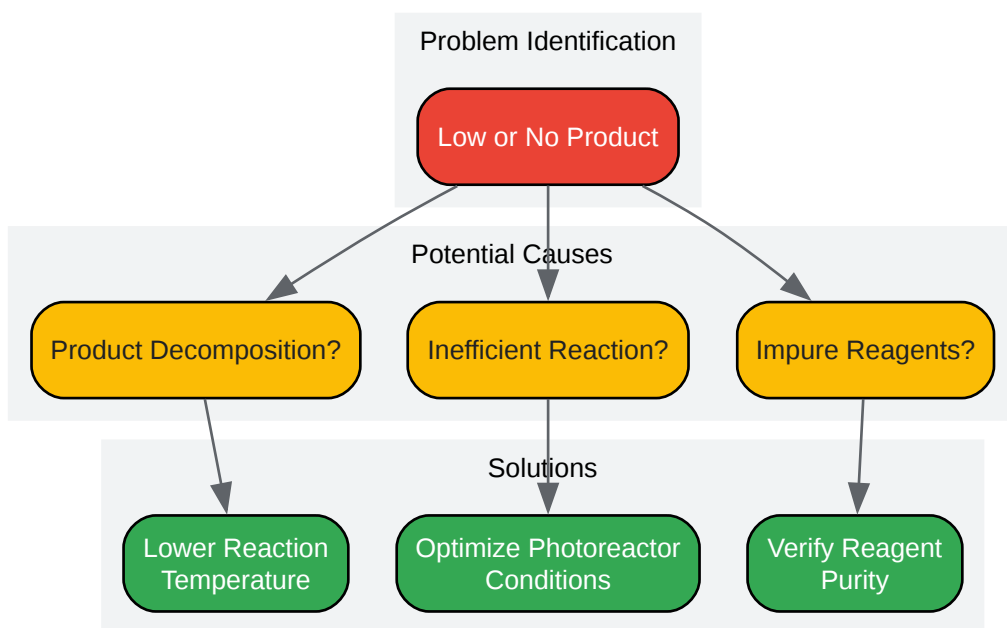 Problem Identification
Low or No Product
Potential Causes
Product Decomposition?
Inefficient Reaction?
Impure Reagents?
Solutions
Lower Reaction
Temperature
Optimize Photoreactor
Conditions
Verify Reagent
Purity